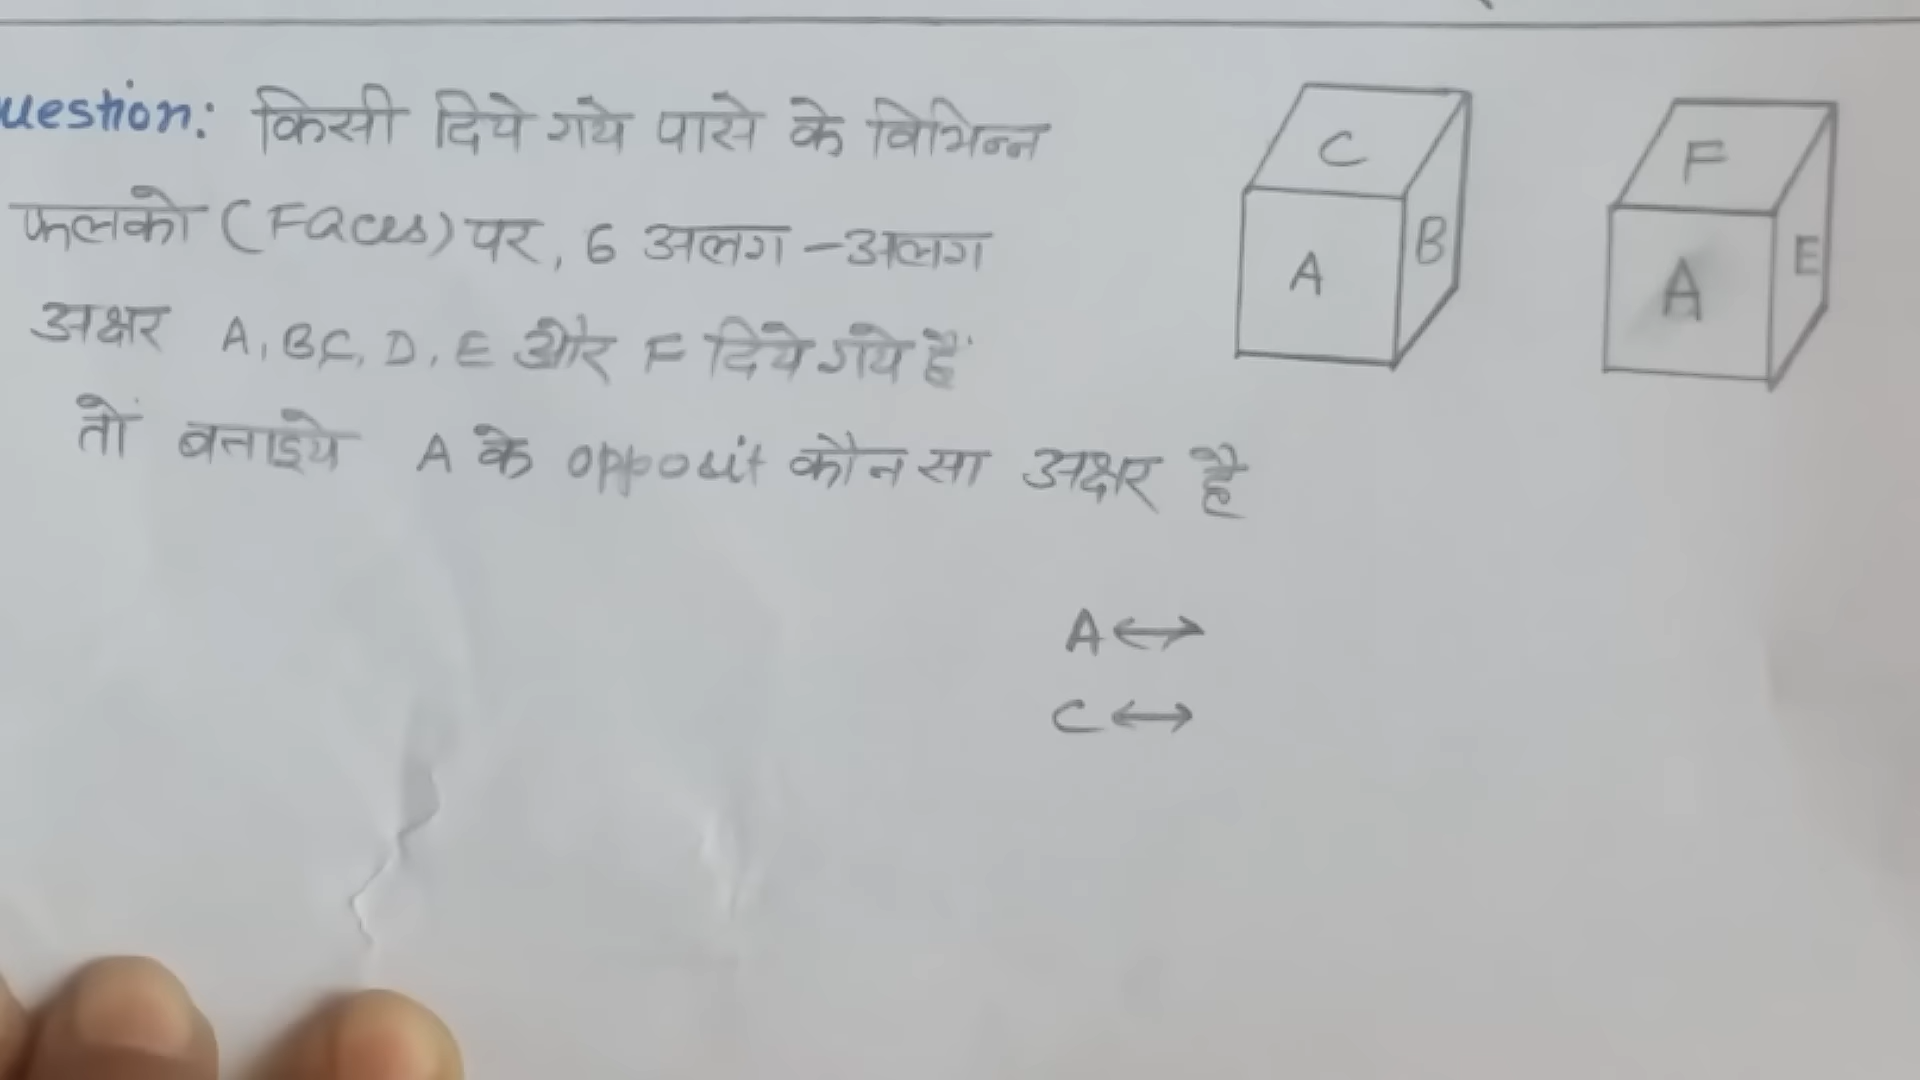 uestion: किसी दिये गये पासे के विभिन्न
फलको (Faces) पर, 6 अलग-अलग
अक्षर A, B, C, D, E और F दिये गये हैं
तो बताइये A के opposit कौन सा अक्षर है
C
A
B
F
A
E
A ↔
C ↔